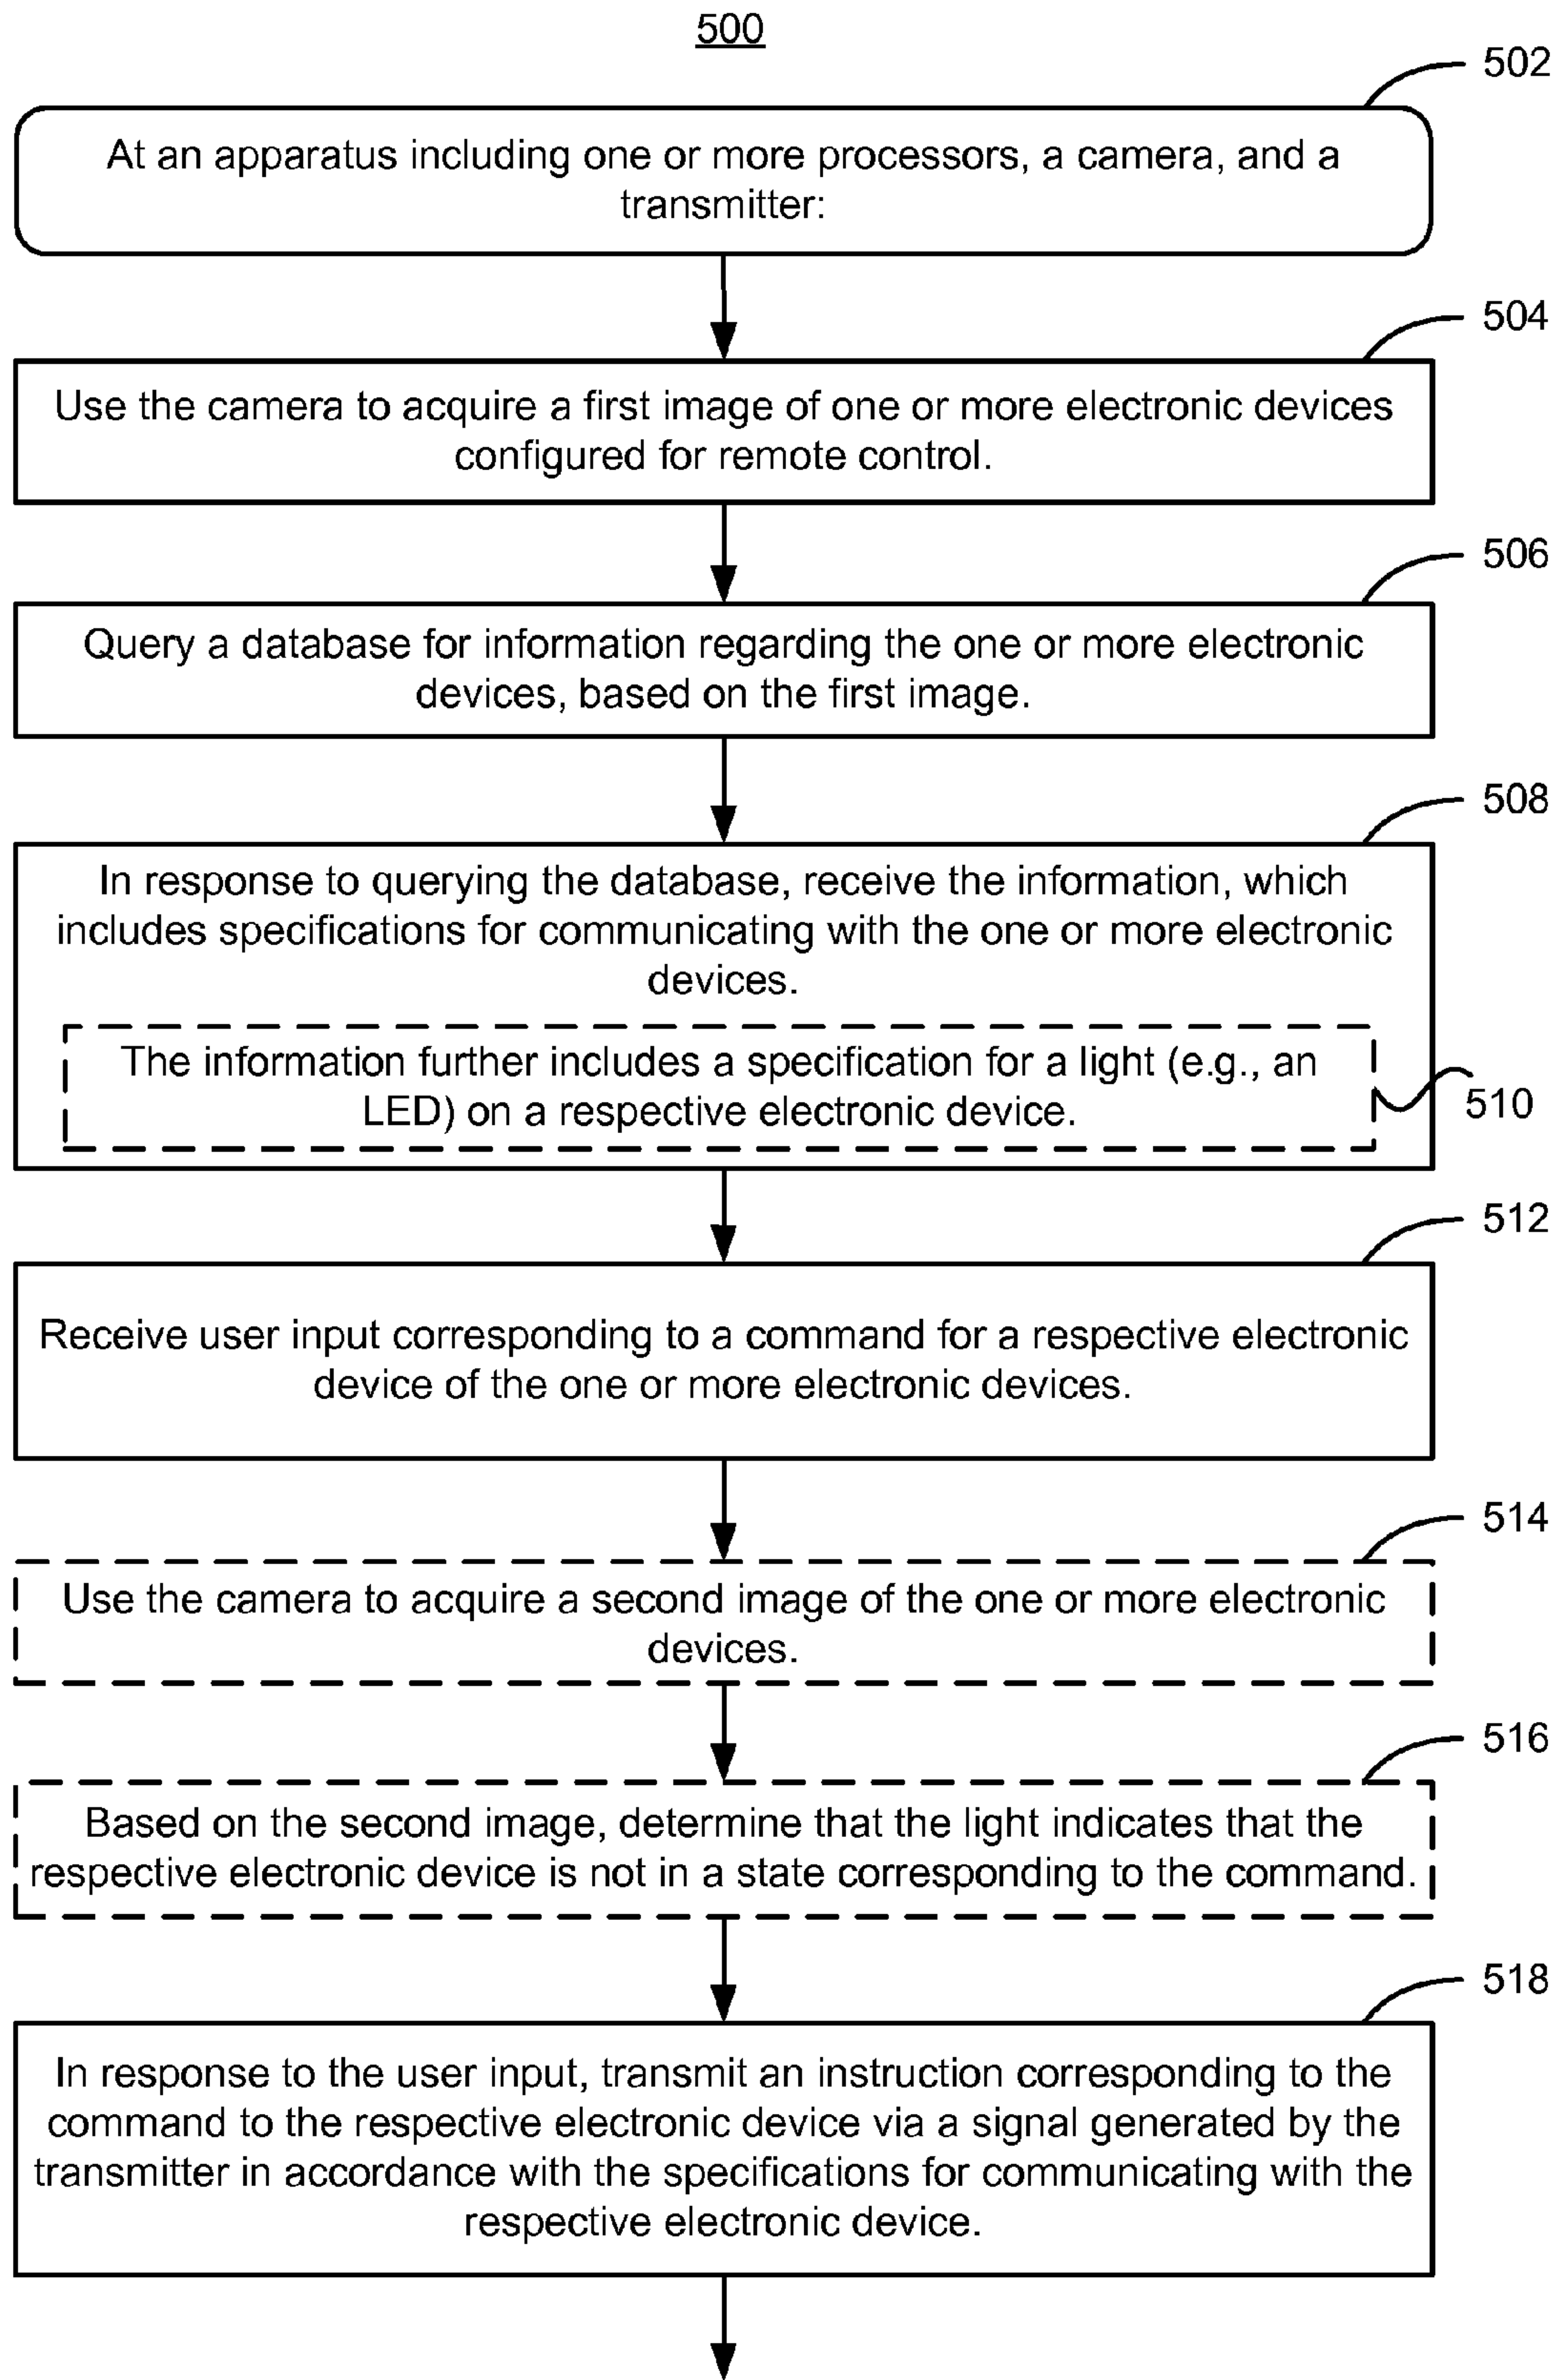 500
502
At an apparatus including one or more processors, a camera, and a
transmitter:
504
Use the camera to acquire a first image of one or more electronic devices
configured for remote control.
506
Query a database for information regarding the one or more electronic
devices, based on the first image.
508
In response to querying the database, receive the information, which
includes specifications for communicating with the one or more electronic
devices.
The information further includes a specification for a light (e.g., an
LED) on a respective electronic device.
510
512
Receive user input corresponding to a command for a respective electronic
device of the one or more electronic devices.
514
Use the camera to acquire a second image of the one or more electronic
devices.
516
Based on the second image, determine that the light indicates that the
respective electronic device is not in a state corresponding to the command.
518
In response to the user input, transmit an instruction corresponding to the
command to the respective electronic device via a signal generated by the
transmitter in accordance with the specifications for communicating with the
respective electronic device.